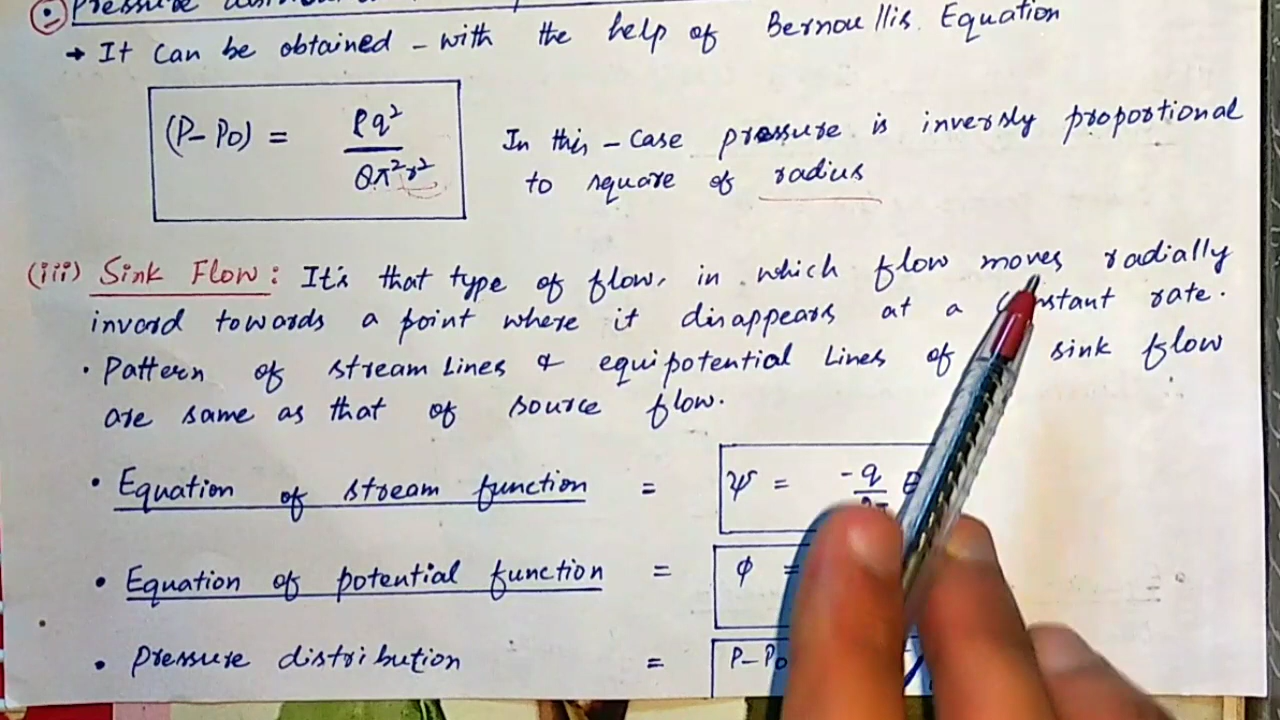 Pressure
→ It can be obtained - with the help of Bernoullis. Equation
(P- P0) = ρq² / 8π²r²
In this - case pressure is inversly proportional
to square of radius
(iii) Sink Flow: It's that type of flow, in which flow moves radially
inword towards a point where it disappears at a constant rate.
• Pattern of stream Lines & equipotential Lines of sink flow
are same as that of source flow.
• Equation of stream function = ψ = -q
• Equation of potential function = φ =
• pressure distribution = P-P0